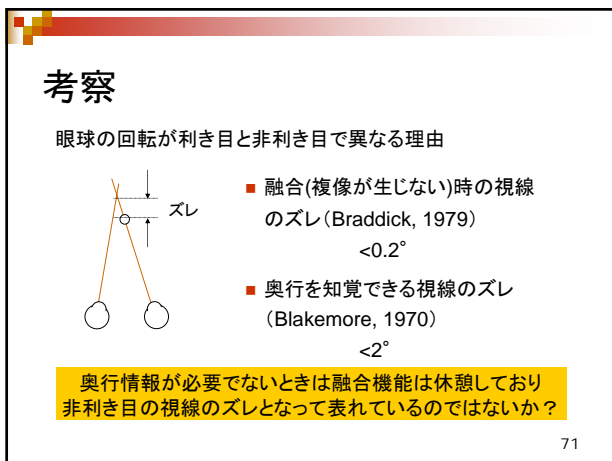 考察
眼球の回転が利き目と非利き目で異なる理由
ズレ
融合(複像が生じない)時の視線
のズレ(Braddick, 1979)
<0.2°
奥行を知覚できる視線のズレ
(Blakemore, 1970)
<2°
奥行情報が必要でないときは融合機能は休憩しており
非利き目の視線のズレとなって表れているのではないか？
71